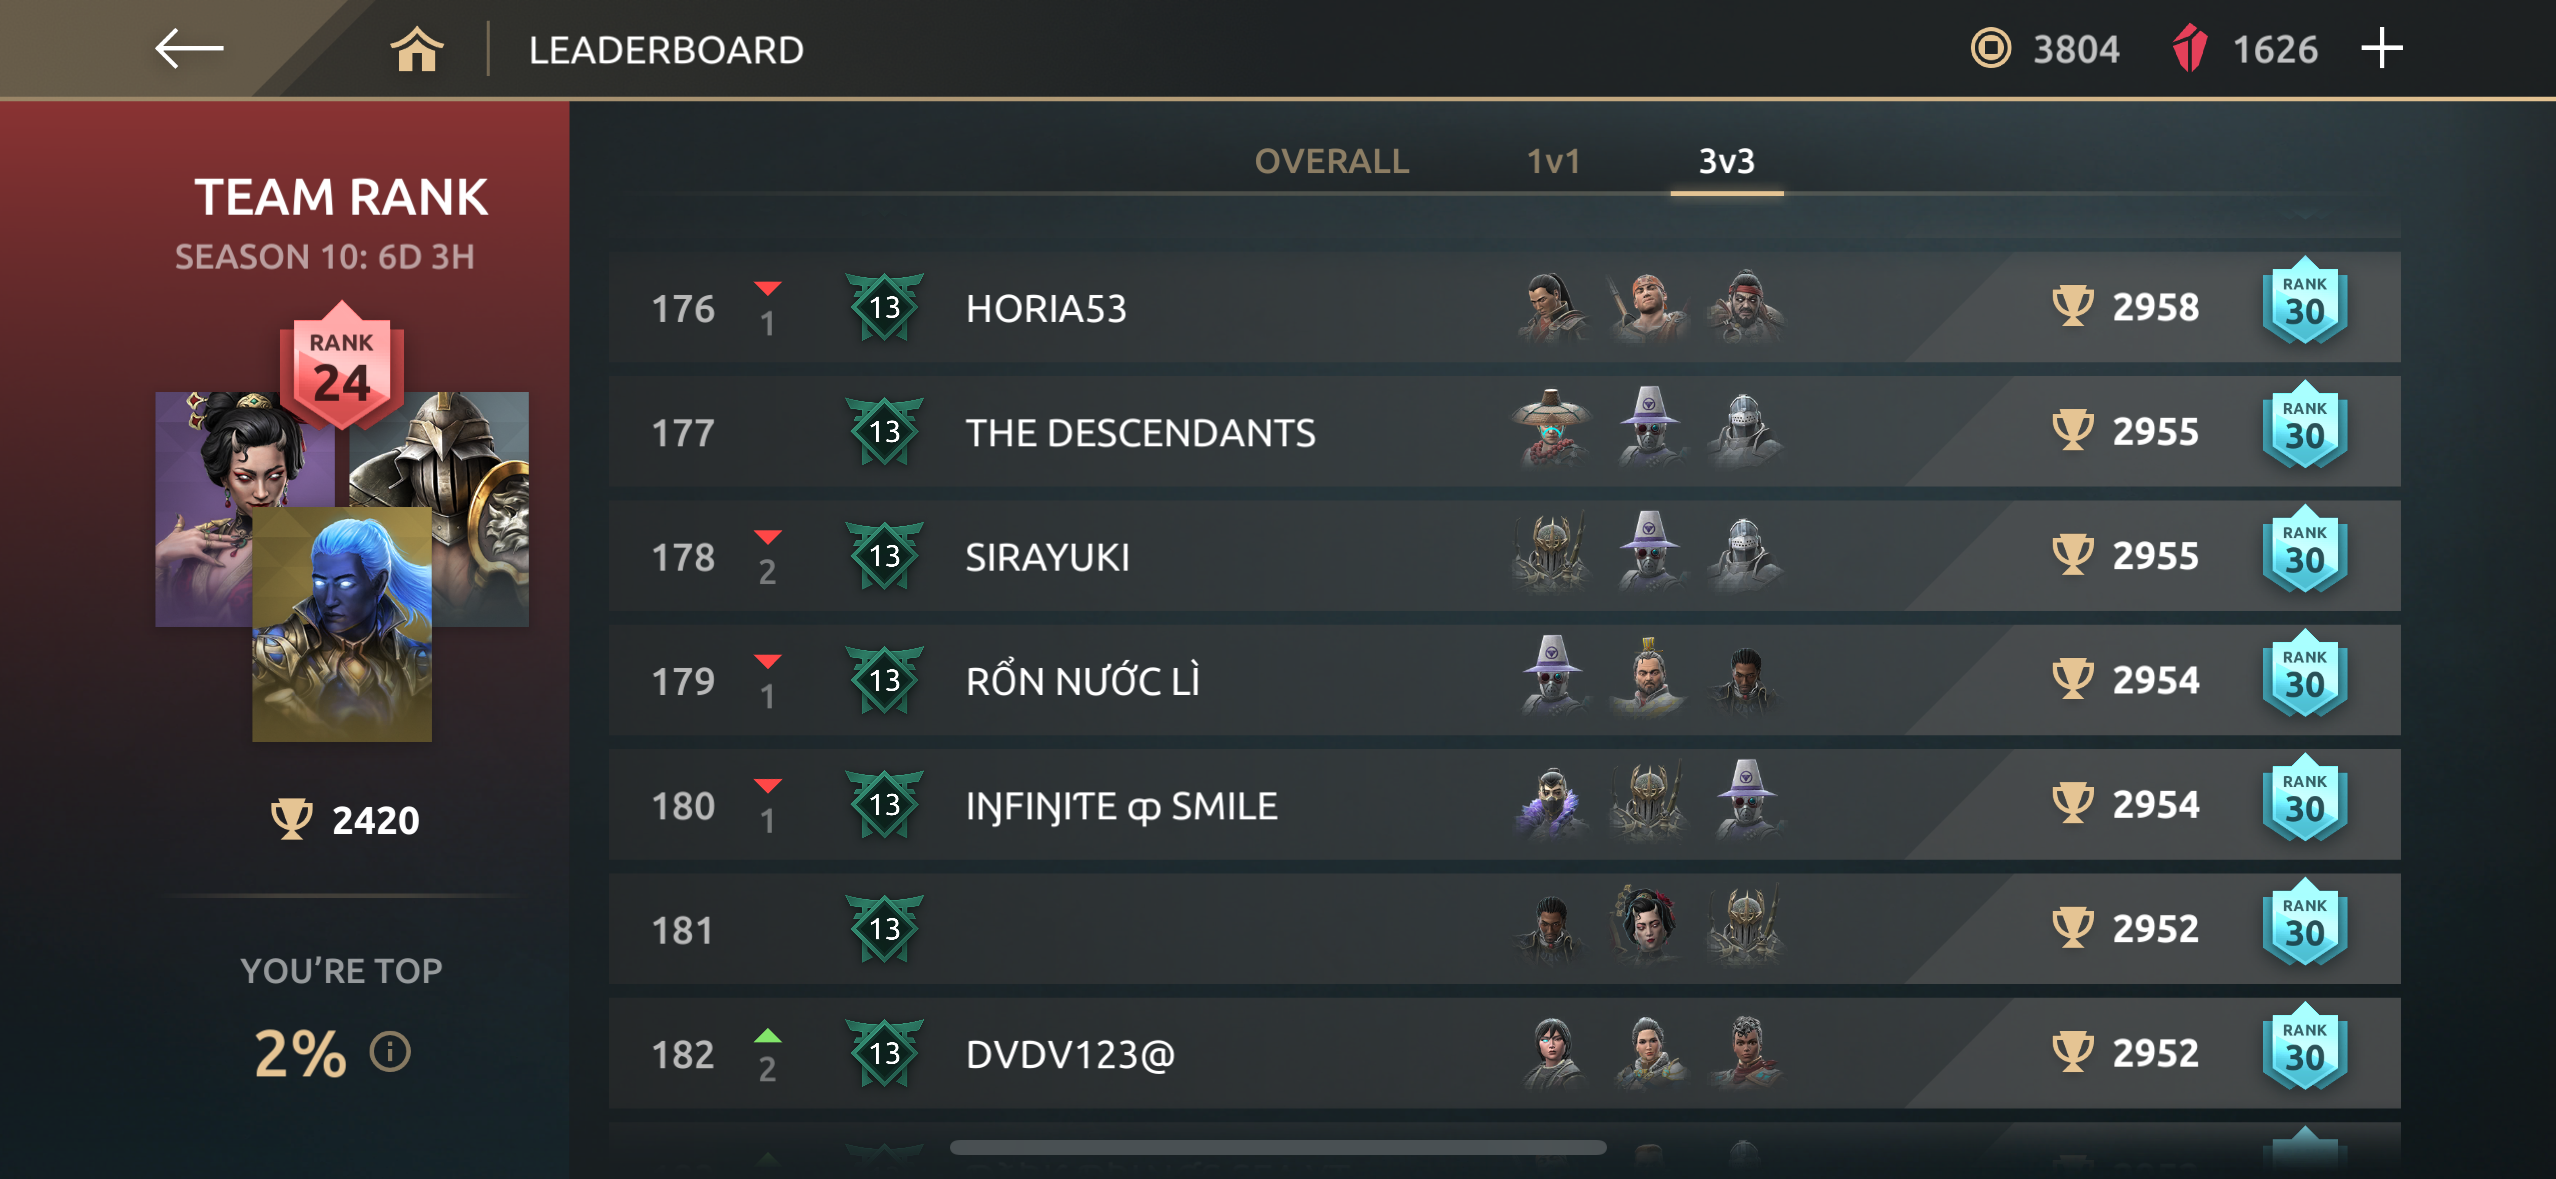 LEADERBOARD
3804
1626
TEAM RANK
SEASON 10: 6D 3H
RANK
24
2420
YOU'RE TOP
2%
OVERALL 1v1 3v3
176 1 13 HORIA53 2958 RANK 30
177 13 THE DESCENDANTS 2955 RANK 30
178 2 13 SIRAYUKI 2955 RANK 30
179 1 13 RỔN NƯỚC LÌ 2954 RANK 30
180 1 13 IŊFIŊIƬE ȹ SMILE 2954 RANK 30
181 13 2952 RANK 30
182 2 13 DVDV123@ 2952 RANK 30